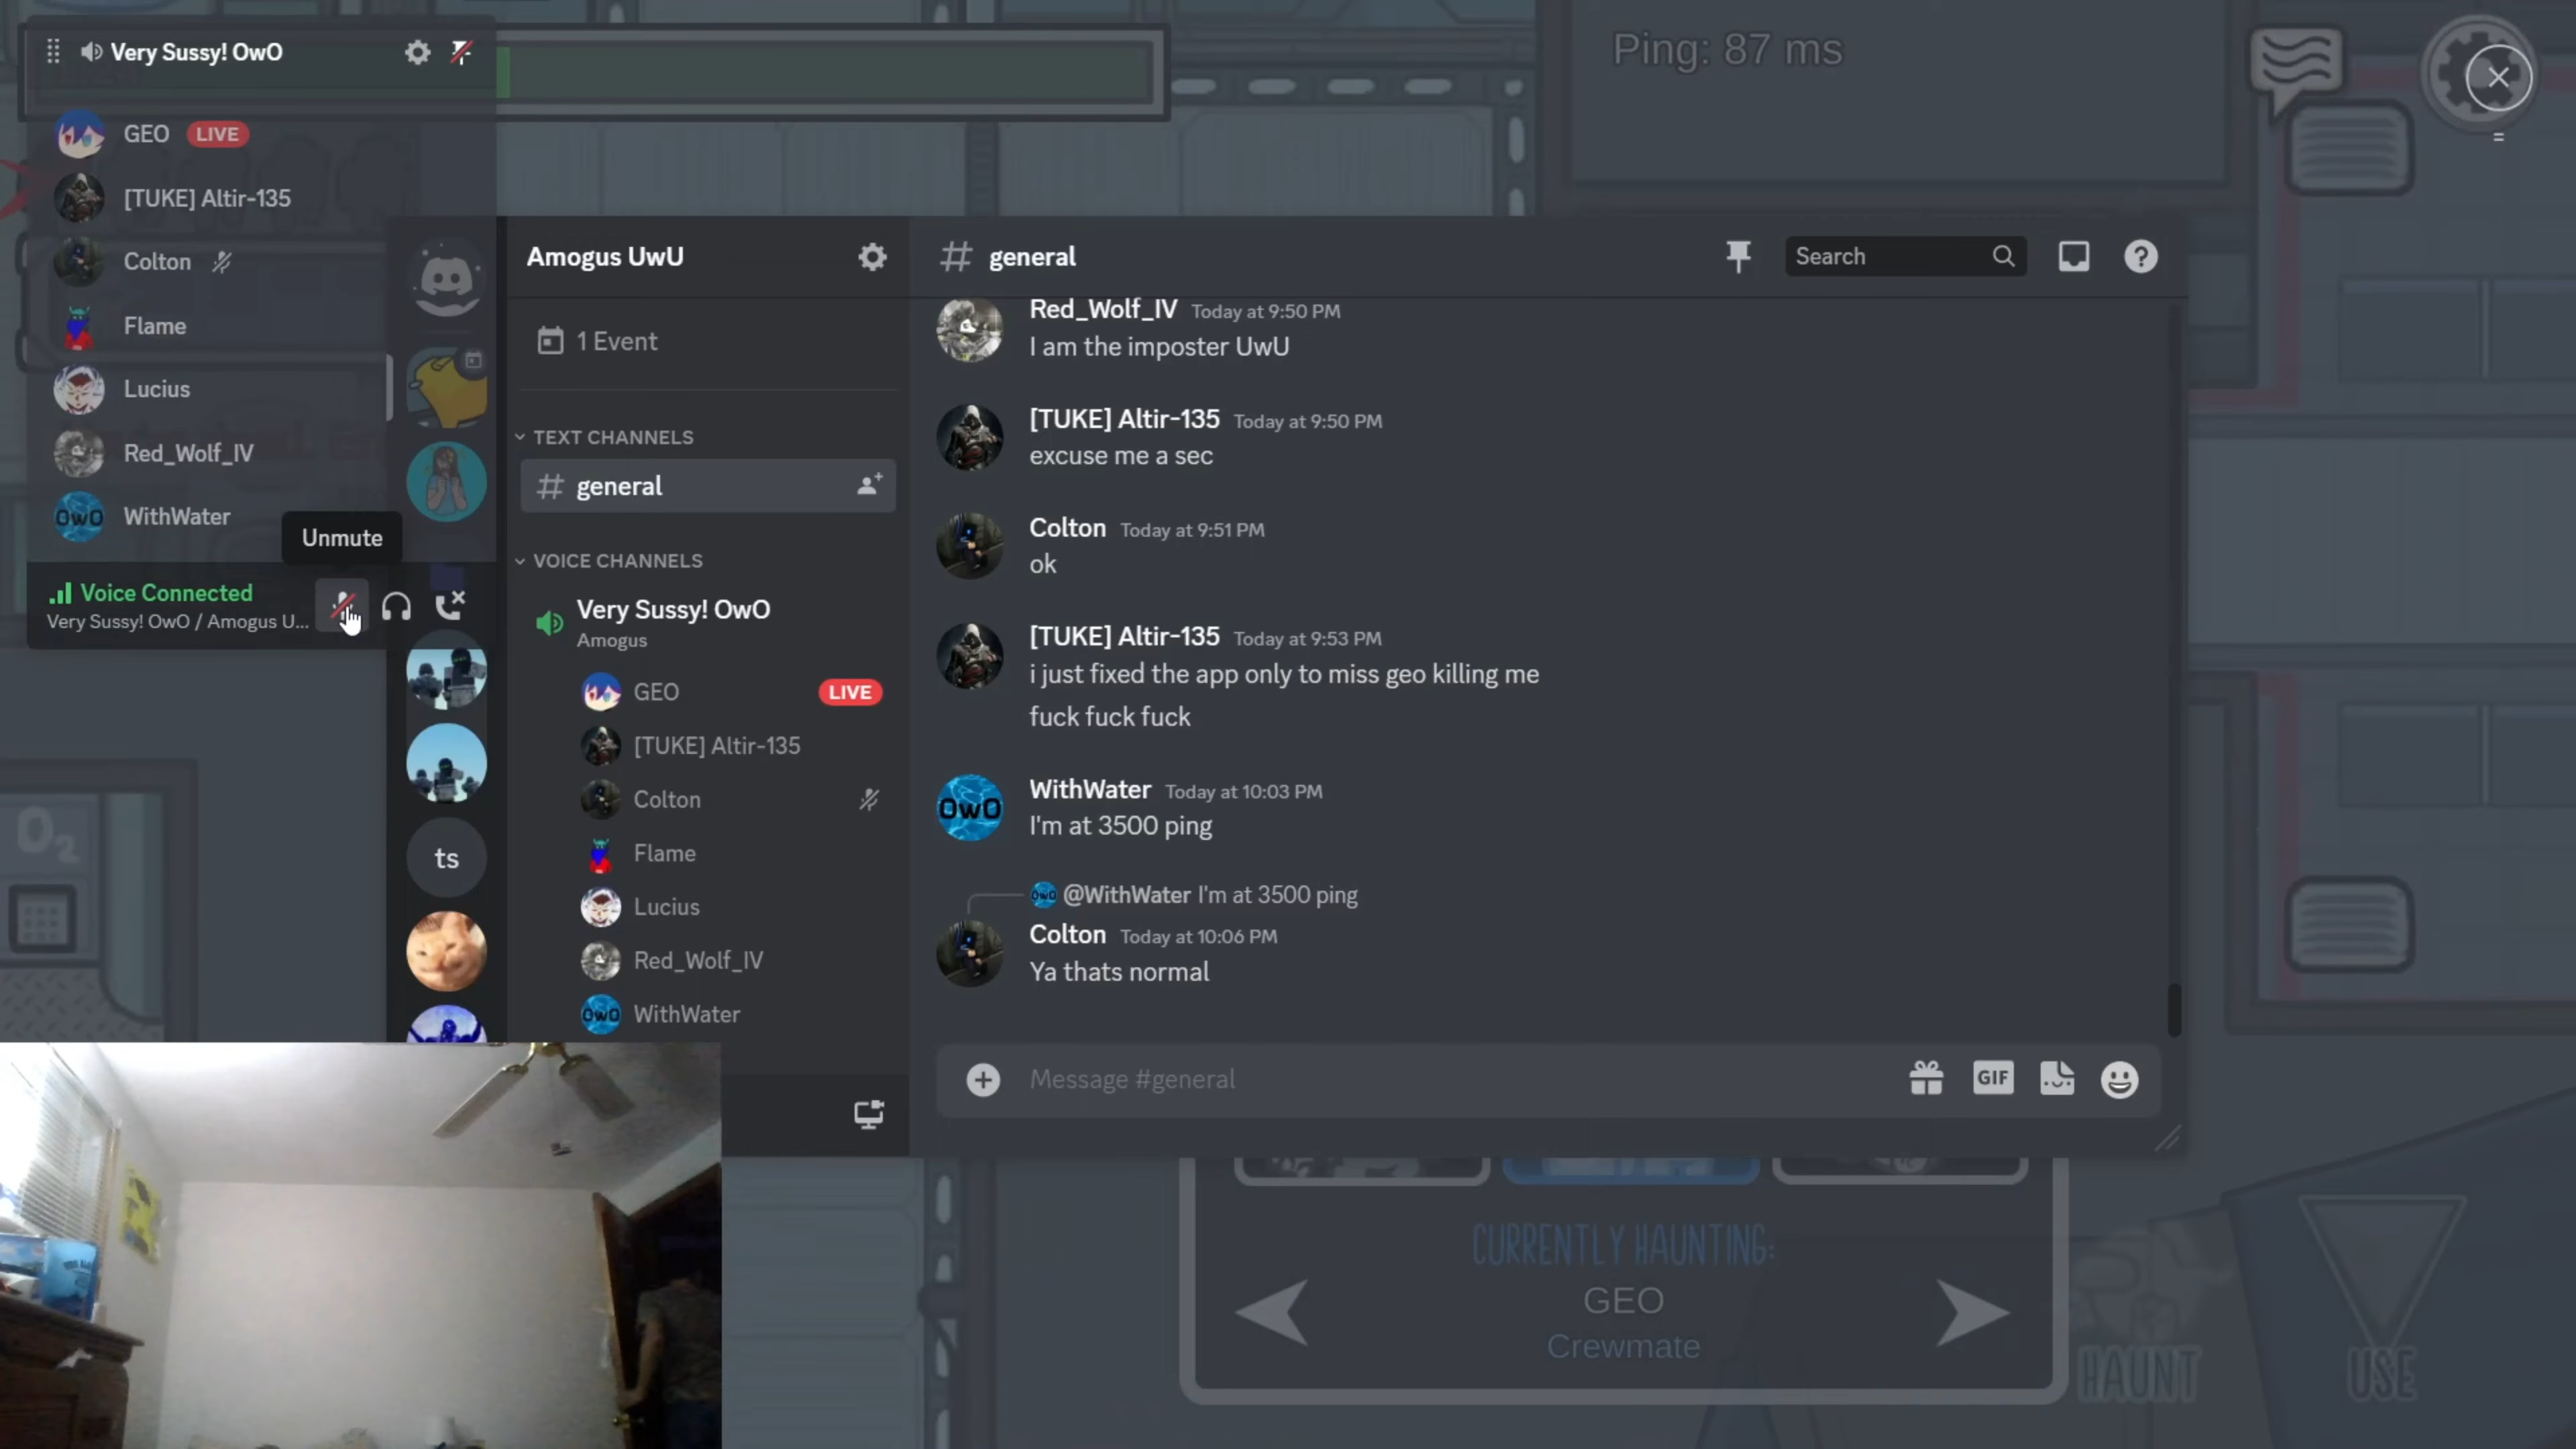 Very Sussy! OwO
GEO LIVE
[TUKE] Altir-135
Colton
Flame
Lucius
Red_Wolf_IV
OwO WithWater
Unmute
Voice Connected
Very Sussy! OwO / Amogus U...
ts
O2
Amogus UwU
1 Event
TEXT CHANNELS
general
VOICE CHANNELS
Very Sussy! OwO
Amogus
GEO LIVE
[TUKE] Altir-135
Colton
Flame
Lucius
Red_Wolf_IV
OwO WithWater
Ping: 87 ms
# general
Search
Red_Wolf_IV Today at 9:50 PM
I am the imposter UwU
[TUKE] Altir-135 Today at 9:50 PM
excuse me a sec
Colton Today at 9:51 PM
ok
[TUKE] Altir-135 Today at 9:53 PM
i just fixed the app only to miss geo killing me
fuck fuck fuck
OwO WithWater Today at 10:03 PM
I'm at 3500 ping
OwO @WithWater I'm at 3500 ping
Colton Today at 10:06 PM
Ya thats normal
Message #general
GIF
CURRENTLY HAUNTING:
GEO
Crewmate
HAUNT
USE